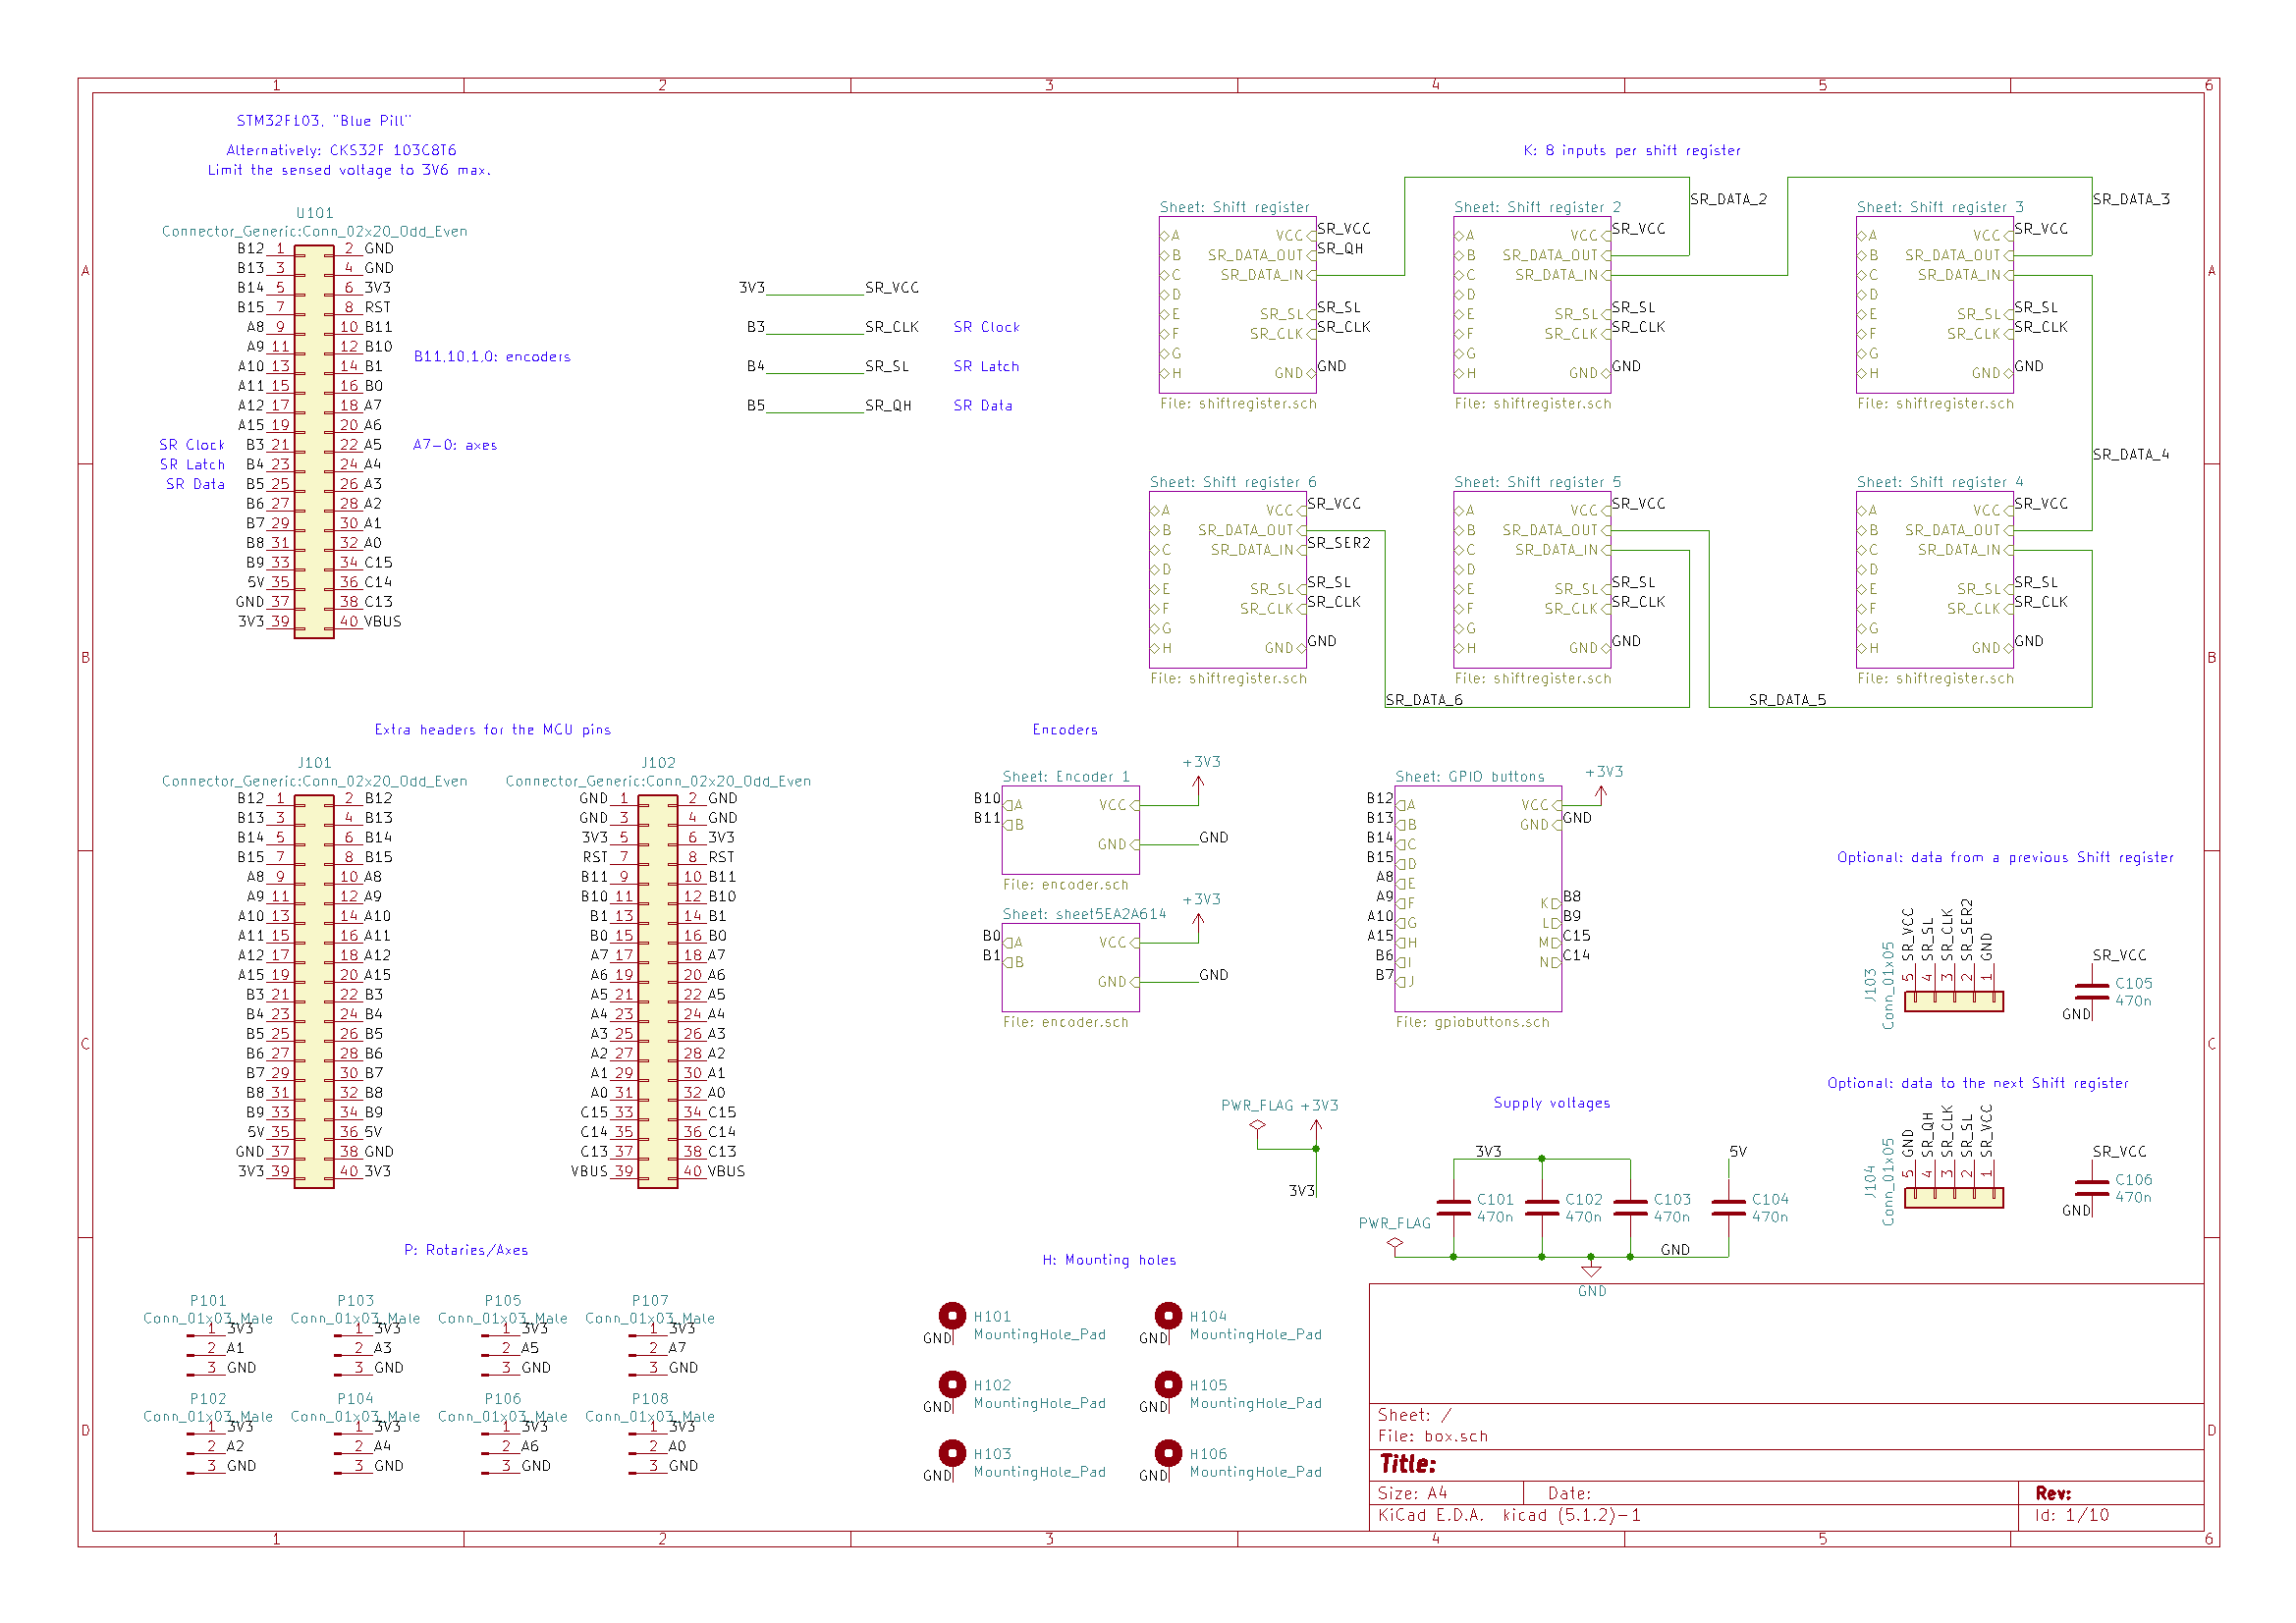 1 2 3 4 5 6
STM32F103, "Blue Pill"
Alternatively: CKS32F 103C8T6
Limit the sensed voltage to 3V6 max.
U101
Connector_Generic:Conn_02x20_Odd_Even
B12 1 2 GND
B13 3 4 GND
B14 5 6 3V3
B15 7 8 RST
A8 9 10 B11
A9 11 12 B10
B11,10,1,0: encoders
A10 13 14 B1
A11 15 16 B0
A12 17 18 A7
A15 19 20 A6
SR Clock B3 21 22 A5 A7-0: axes
SR Latch B4 23 24 A4
SR Data B5 25 26 A3
B6 27 28 A2
B7 29 30 A1
B8 31 32 A0
B9 33 34 C15
5V 35 36 C14
GND 37 38 C13
3V3 39 40 VBUS
3V3 SR_VCC
B3 SR_CLK SR Clock
B4 SR_SL SR Latch
B5 SR_QH SR Data
K: 8 inputs per shift register
Sheet: Shift register
A VCC SR_VCC
B SR_DATA_OUT SR_QH
C SR_DATA_IN
D
E SR_SL SR_SL
F SR_CLK SR_CLK
G
H GND GND
File: shiftregister.sch
SR_DATA_2
Sheet: Shift register 2
A VCC SR_VCC
B SR_DATA_OUT
C SR_DATA_IN
D
E SR_SL SR_SL
F SR_CLK SR_CLK
G
H GND GND
File: shiftregister.sch
SR_DATA_3
Sheet: Shift register 3
A VCC SR_VCC
B SR_DATA_OUT
C SR_DATA_IN
D
E SR_SL SR_SL
F SR_CLK SR_CLK
G
H GND GND
File: shiftregister.sch
SR_DATA_4
Sheet: Shift register 6
A VCC SR_VCC
B SR_DATA_OUT
C SR_DATA_IN SR_SER2
D
E SR_SL SR_SL
F SR_CLK SR_CLK
G
H GND GND
File: shiftregister.sch
SR_DATA_6
Sheet: Shift register 5
A VCC SR_VCC
B SR_DATA_OUT
C SR_DATA_IN
D
E SR_SL SR_SL
F SR_CLK SR_CLK
G
H GND GND
File: shiftregister.sch
SR_DATA_5
Sheet: Shift register 4
A VCC SR_VCC
B SR_DATA_OUT
C SR_DATA_IN
D
E SR_SL SR_SL
F SR_CLK SR_CLK
G
H GND GND
File: shiftregister.sch
Extra headers for the MCU pins
J101
Connector_Generic:Conn_02x20_Odd_Even
B12 1 2 B12
B13 3 4 B13
B14 5 6 B14
B15 7 8 B15
A8 9 10 A8
A9 11 12 A9
A10 13 14 A10
A11 15 16 A11
A12 17 18 A12
A15 19 20 A15
B3 21 22 B3
B4 23 24 B4
B5 25 26 B5
B6 27 28 B6
B7 29 30 B7
B8 31 32 B8
B9 33 34 B9
5V 35 36 5V
GND 37 38 GND
3V3 39 40 3V3
J102
Connector_Generic:Conn_02x20_Odd_Even
GND 1 2 GND
GND 3 4 GND
3V3 5 6 3V3
RST 7 8 RST
B11 9 10 B11
B10 11 12 B10
B1 13 14 B1
B0 15 16 B0
A7 17 18 A7
A6 19 20 A6
A5 21 22 A5
A4 23 24 A4
A3 25 26 A3
A2 27 28 A2
A1 29 30 A1
A0 31 32 A0
C15 33 34 C15
C14 35 36 C14
C13 37 38 C13
VBUS 39 40 VBUS
Encoders
+3V3
Sheet: Encoder 1
B10 A VCC
B11 B
GND GND
File: encoder.sch
+3V3
Sheet: sheet5EA2A614
B0 A VCC
B1 B
GND GND
File: encoder.sch
+3V3
Sheet: GPIO buttons
B12 A VCC
B13 B GND GND
B14 C
B15 D
A8 E
A9 F K B8
A10 G L B9
A15 H M C15
B6 I N C14
B7 J
File: gpiobuttons.sch
Optional: data from a previous Shift register
J103
Conn_01x05
SR_VCC 5
SR_SL 4
SR_CLK 3
SR_SER2 2
GND 1
SR_VCC
C105
470n
GND
Optional: data to the next Shift register
J104
Conn_01x05
GND 5
SR_QH 4
SR_CLK 3
SR_SL 2
SR_VCC 1
SR_VCC
C106
470n
GND
PWR_FLAG +3V3
3V3
Supply voltages
3V3 5V
C101 C102 C103 C104
470n 470n 470n 470n
PWR_FLAG
GND
GND
P: Rotaries/Axes
P101
Conn_01x03_Male
1 3V3
2 A1
3 GND
P103
Conn_01x03_Male
1 3V3
2 A3
3 GND
P105
Conn_01x03_Male
1 3V3
2 A5
3 GND
P107
Conn_01x03_Male
1 3V3
2 A7
3 GND
P102
Conn_01x03_Male
1 3V3
2 A2
3 GND
P104
Conn_01x03_Male
1 3V3
2 A4
3 GND
P106
Conn_01x03_Male
1 3V3
2 A6
3 GND
P108
Conn_01x03_Male
1 3V3
2 A0
3 GND
H: Mounting holes
H101
GND MountingHole_Pad
H104
GND MountingHole_Pad
H102
GND MountingHole_Pad
H105
GND MountingHole_Pad
H103
GND MountingHole_Pad
H106
GND MountingHole_Pad
Sheet: /
File: box.sch
Title:
Size: A4 Date: Rev:
KiCad E.D.A. kicad (5.1.2)-1 Id: 1/10
A A
B B
C C
D D
1 2 3 4 5 6